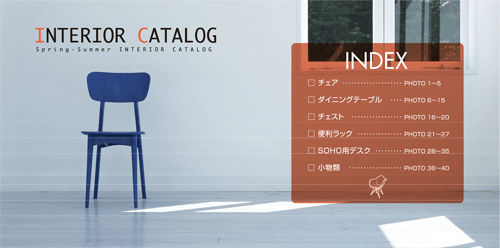 INTERIOR CATALOG
Spring-Summer INTERIOR CATALOG
INDEX
□ チェア ‥‥‥‥‥‥‥ PHOTO 1〜5
□ ダイニングテーブル ‥‥ PHOTO 6〜15
□ チェスト ‥‥‥‥‥‥ PHOTO 16〜20
□ 便利ラック ‥‥‥‥‥ PHOTO 21〜27
□ SOHO用デスク ‥‥‥‥ PHOTO 28〜35
□ 小物類 ‥‥‥‥‥‥‥ PHOTO 36〜40